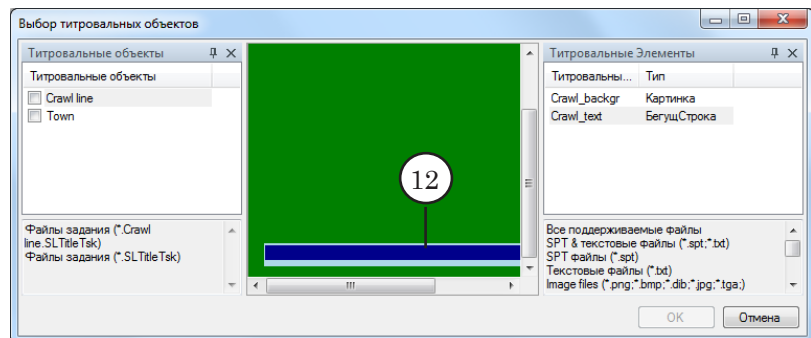 Выбор титровальных объектов
Титровальные объекты
Титровальные объекты
Crawl line
Town
Файлы задания (*.Crawl
line.SLTitleTsk)
Файлы задания (*.SLTitleTsk)
12
Титровальные Элементы
Титровальны... Тип
Crawl_backgr Картинка
Crawl_text БегущСтрока
Все поддерживаемые файлы
SPT & текстовые файлы (*.spt;*.txt)
SPT файлы (*.spt)
Текстовые файлы (*.txt)
Image files (*.png;*.bmp;*.dib;*.jpg;*.tga;)
OK
Отмена